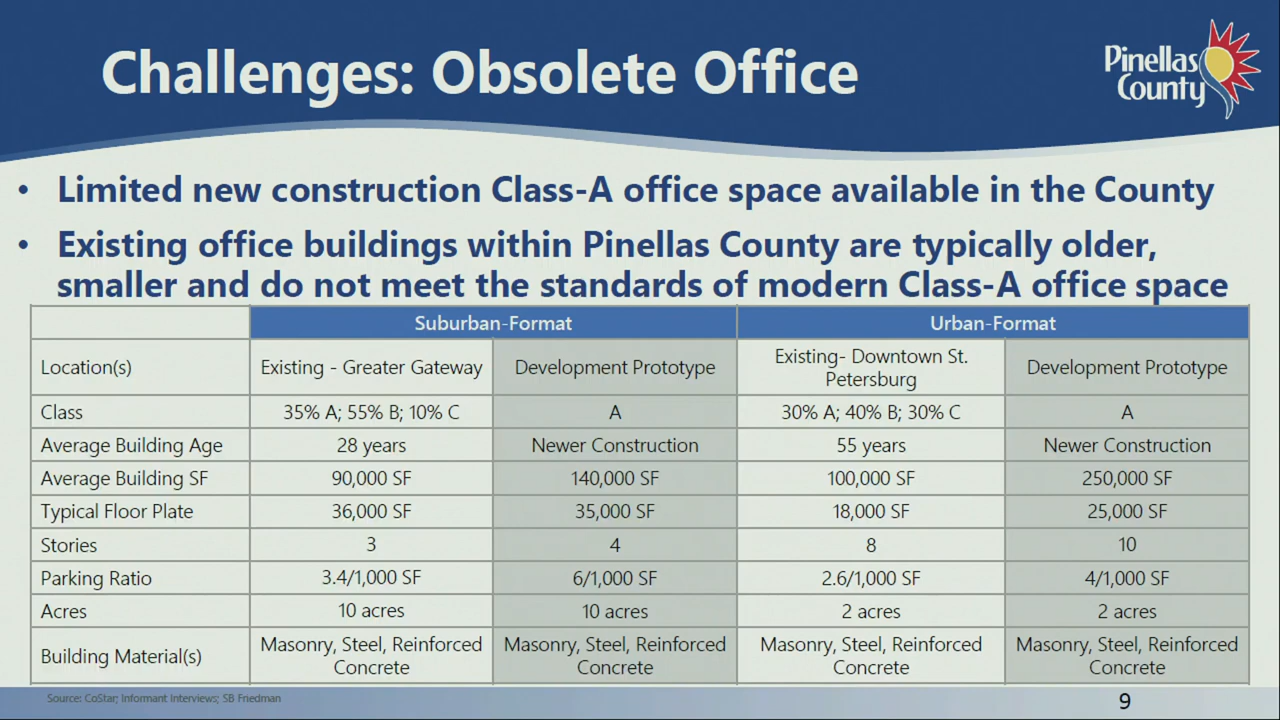 Challenges: Obsolete Office
Pinellas
County
• Limited new construction Class-A office space available in the County
• Existing office buildings within Pinellas County are typically older,
smaller and do not meet the standards of modern Class-A office space
Suburban-Format Urban-Format
Location(s) Existing - Greater Gateway Development Prototype Existing- Downtown St. Petersburg Development Prototype
Class 35% A; 55% B; 10% C A 30% A; 40% B; 30% C A
Average Building Age 28 years Newer Construction 55 years Newer Construction
Average Building SF 90,000 SF 140,000 SF 100,000 SF 250,000 SF
Typical Floor Plate 36,000 SF 35,000 SF 18,000 SF 25,000 SF
Stories 3 4 8 10
Parking Ratio 3.4/1,000 SF 6/1,000 SF 2.6/1,000 SF 4/1,000 SF
Acres 10 acres 10 acres 2 acres 2 acres
Building Material(s) Masonry, Steel, Reinforced Concrete Masonry, Steel, Reinforced Concrete Masonry, Steel, Reinforced Concrete Masonry, Steel, Reinforced Concrete
Source: CoStar; Informant Interviews; SB Friedman
9